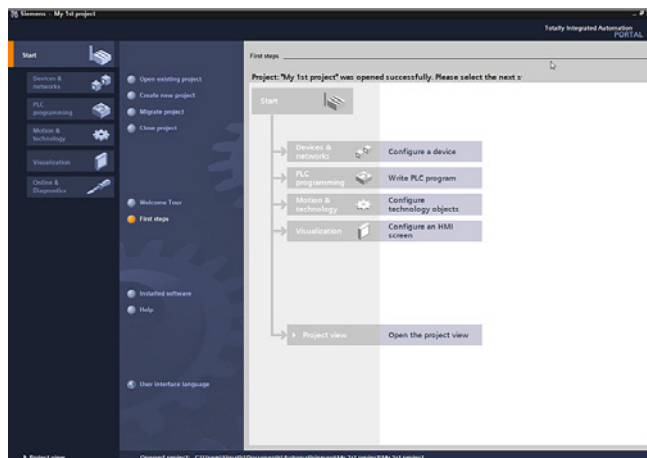 Siemens - My 1st project
Totally Integrated Automation
PORTAL
Start
Devices &
networks
PLC
programming
Motion &
technology
Visualization
Online &
Diagnostics
Open existing project
Create new project
Migrate project
Close project
Welcome Tour
First steps
Installed software
Help
User interface language
First steps
Project: "My 1st project" was opened successfully. Please select the next s
Start
Devices &
networks
Configure a device
PLC
programming
Write PLC program
Motion &
technology
Configure
technology objects
Visualization
Configure an HMI
screen
Project view
Open the project view
Project view
Opened project: